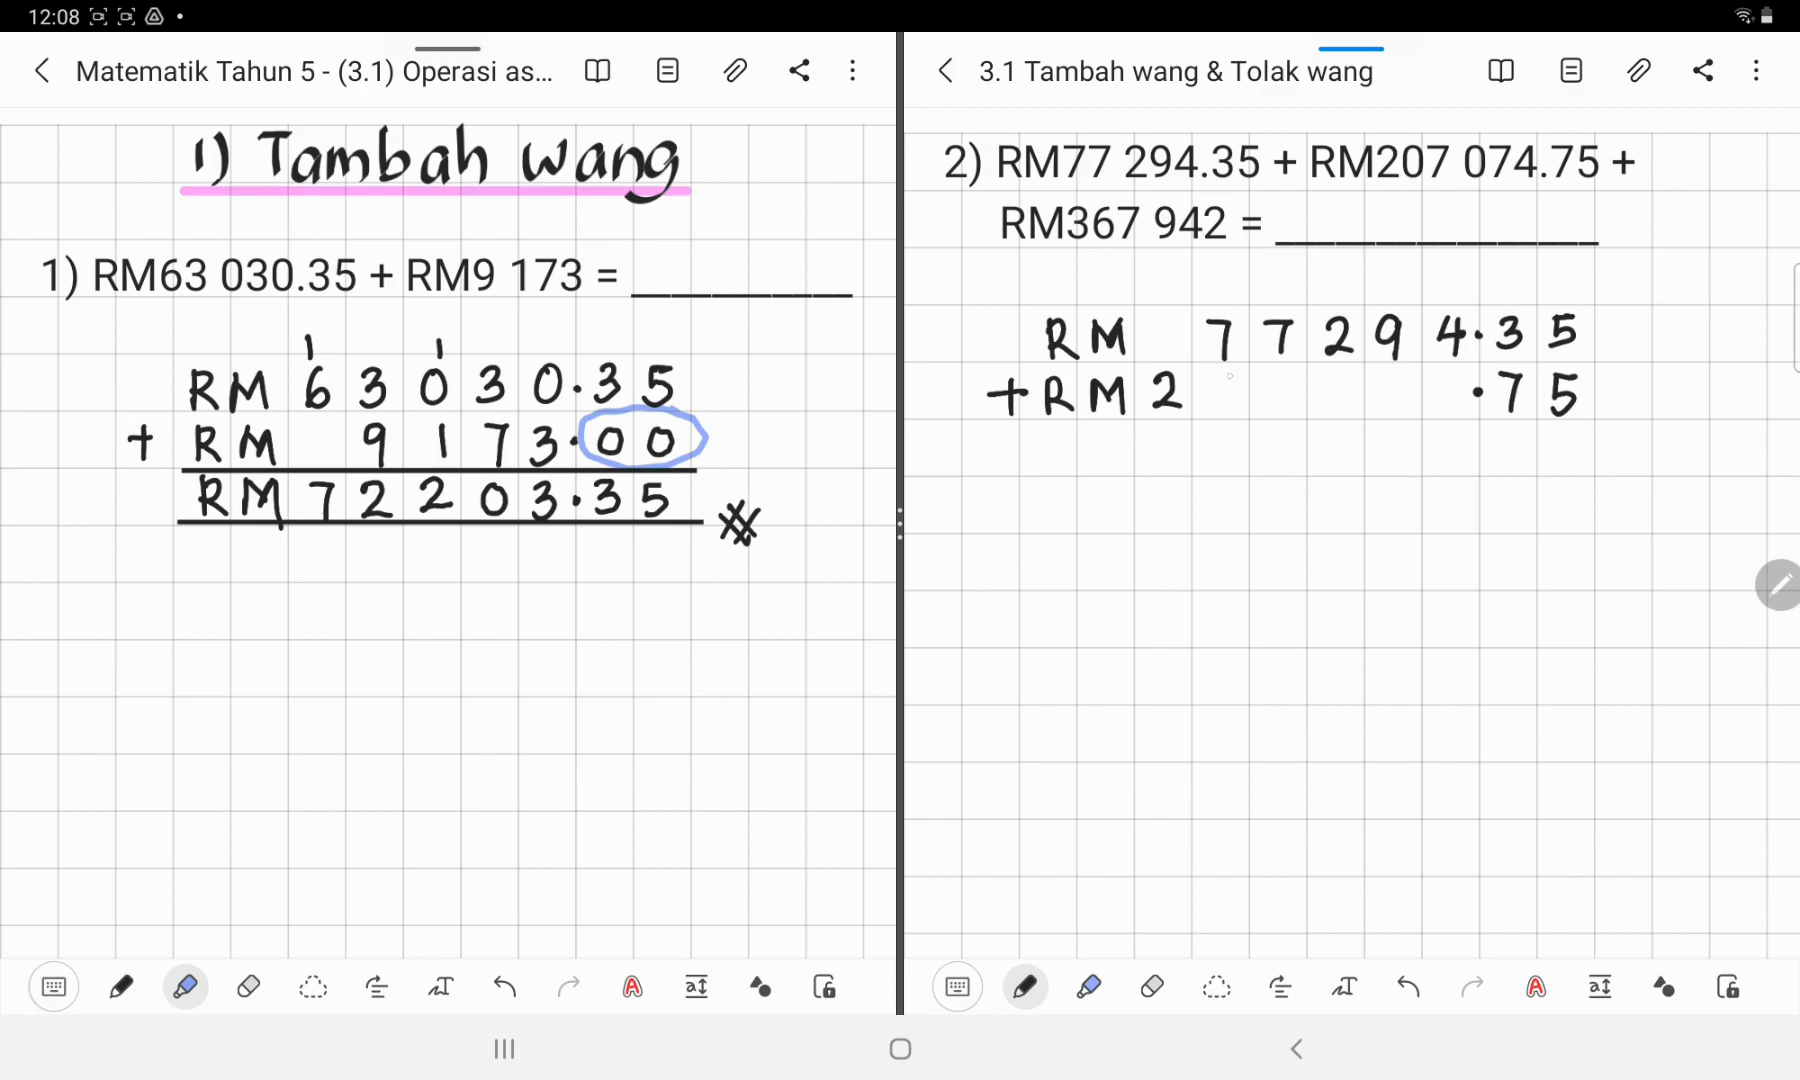 12:08
Matematik Tahun 5 - (3.1) Operasi as...
1) Tambah wang
1) RM63 030.35 + RM9 173 = ___________
1 1
RM 6 3 0 3 0.3 5
+ RM 9 1 7 3.0 0
RM 7 2 2 0 3.3 5
3.1 Tambah wang & Tolak wang
2) RM77 294.35 + RM207 074.75 +
RM367 942 = ________________
RM 7 7 2 9 4.3 5
+RM 2 .7 5